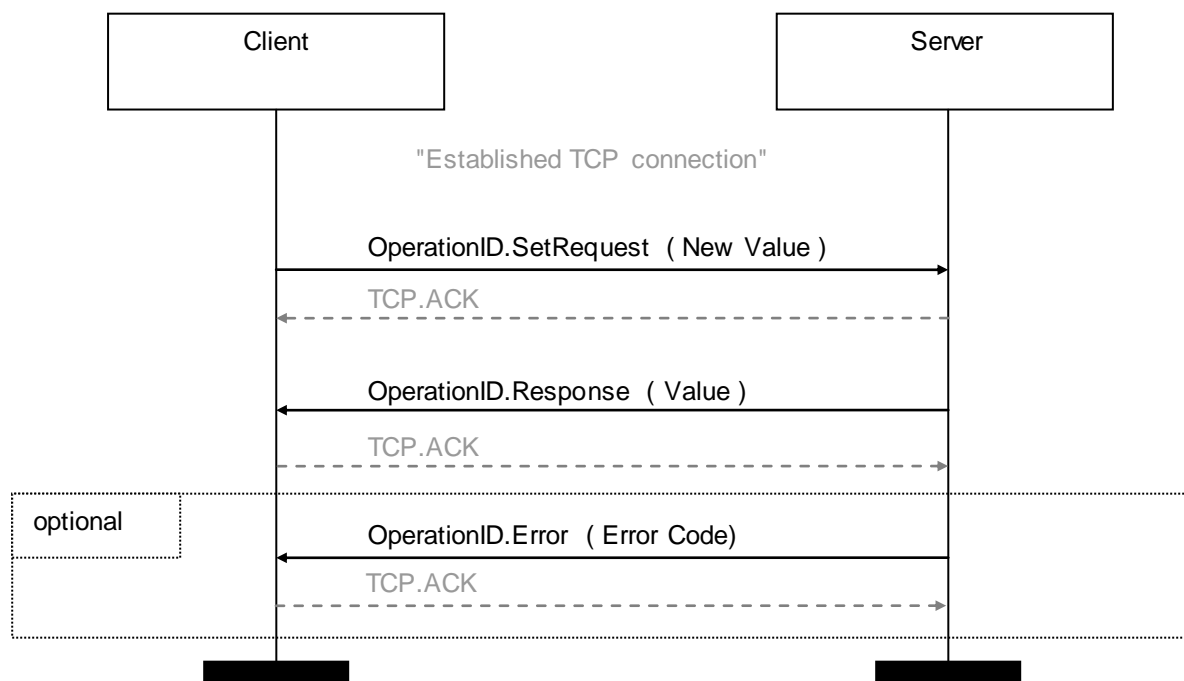 Client
Server
"Established TCP connection"
OperationID.SetRequest ( New Value )
TCP.ACK
OperationID.Response ( Value )
TCP.ACK
optional
OperationID.Error ( Error Code)
TCP.ACK